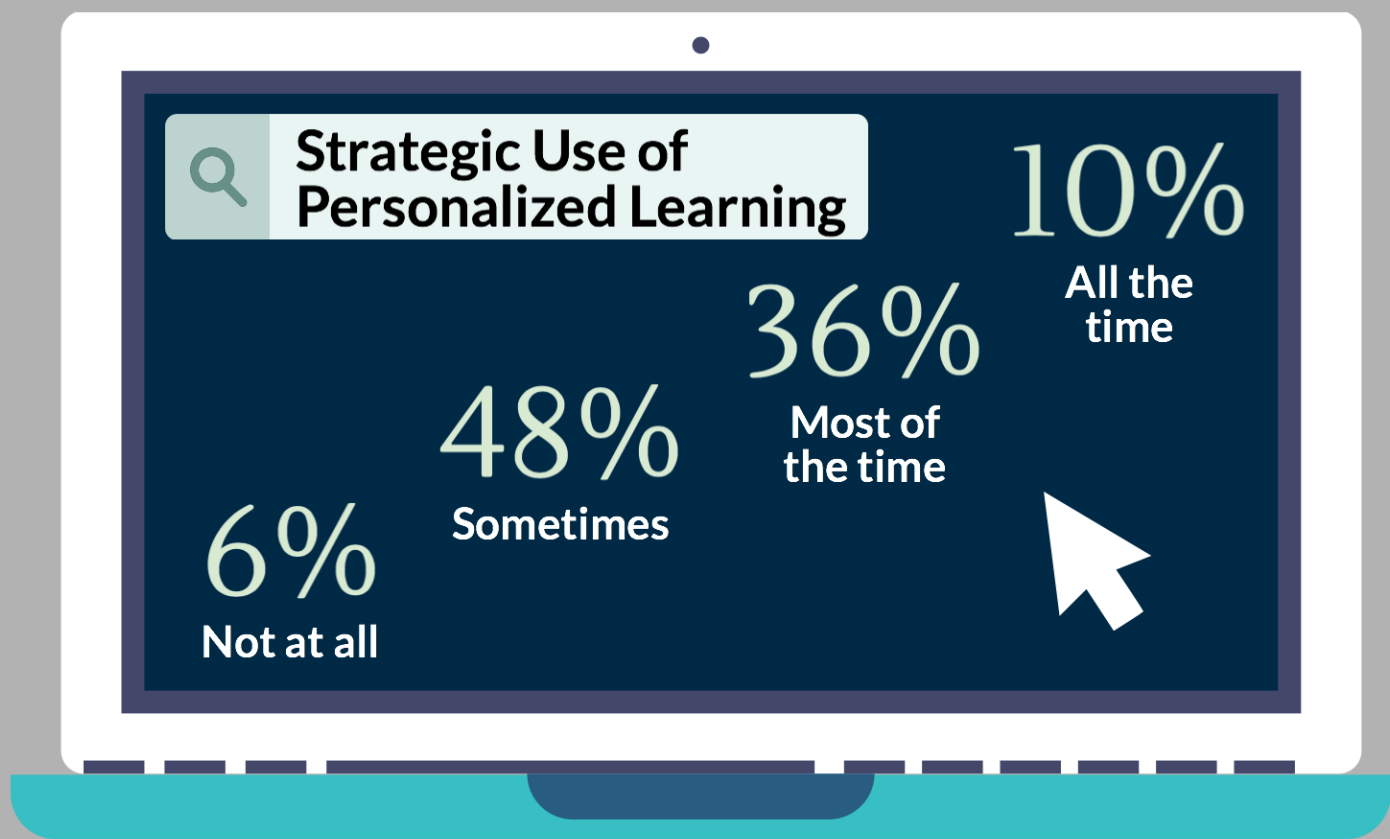 Strategic Use of
Personalized Learning
10%
All the
time
36%
Most of
the time
48%
Sometimes
6%
Not at all